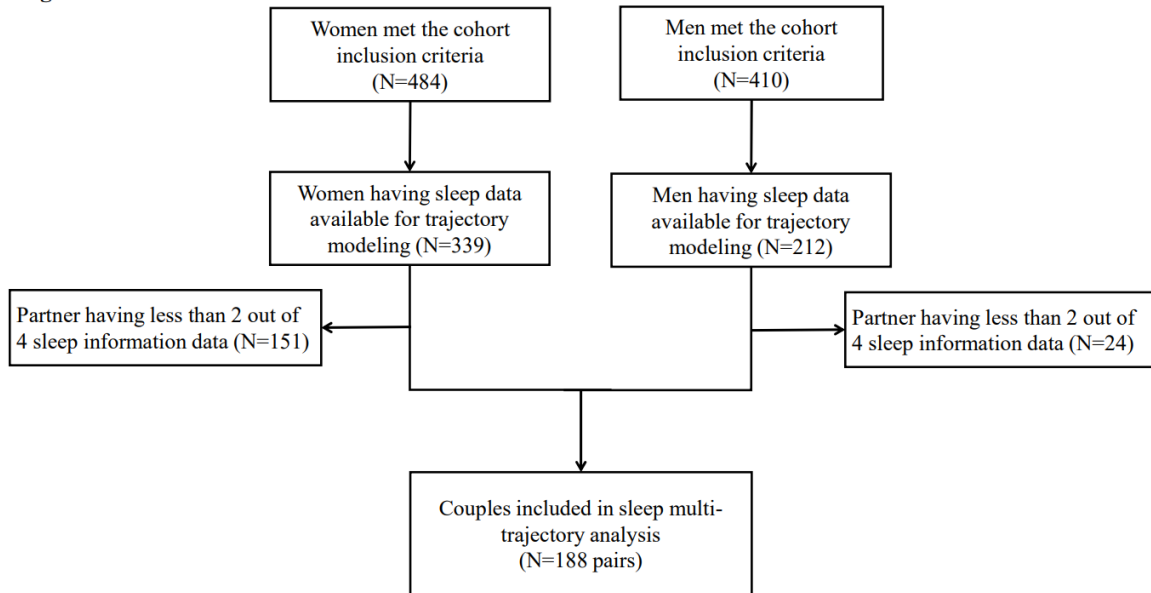 Women met the cohort
inclusion criteria
(N=484)
Men met the cohort
inclusion criteria
(N=410)
Women having sleep data
available for trajectory
modeling (N=339)
Men having sleep data
available for trajectory
modeling (N=212)
Partner having less than 2 out of
4 sleep information data (N=151)
Partner having less than 2 out of
4 sleep information data (N=24)
Couples included in sleep multi-
trajectory analysis
(N=188 pairs)